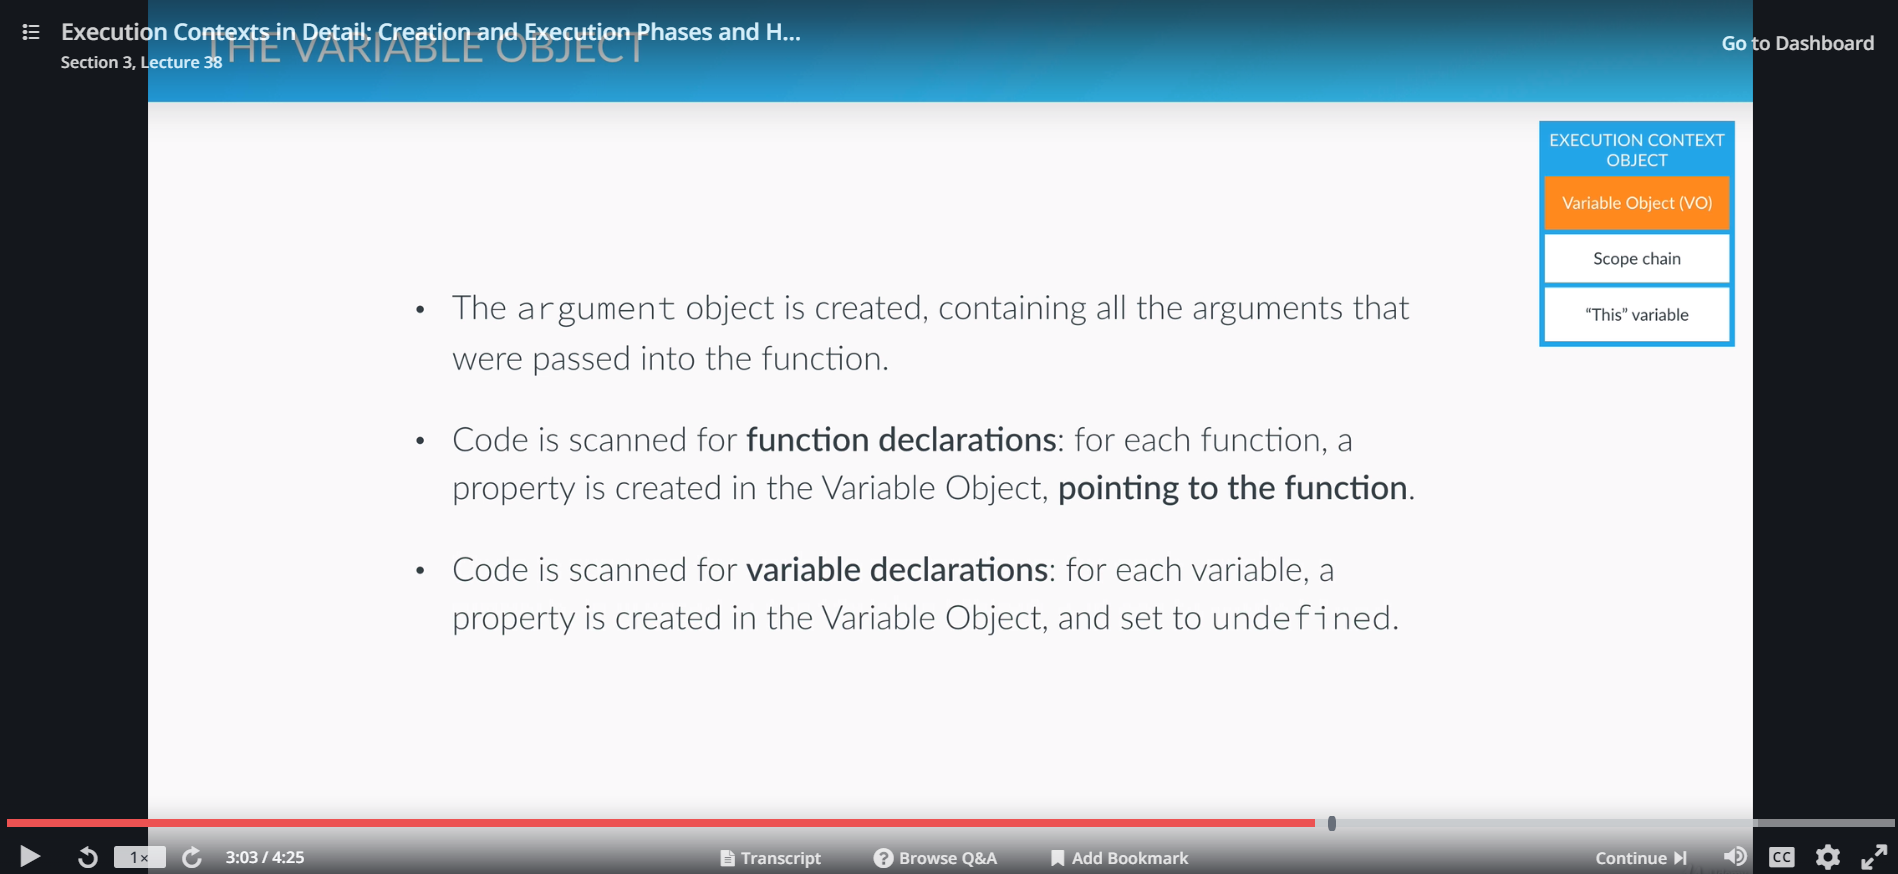 Execution Contexts in Detail: Creation and Execution Phases and H...
THE VARIABLE OBJECT
Section 3, Lecture 38
Go to Dashboard
EXECUTION CONTEXT
OBJECT
Variable Object (VO)
Scope chain
“This” variable
• The argument object is created, containing all the arguments that
were passed into the function.
• Code is scanned for function declarations: for each function, a
property is created in the Variable Object, pointing to the function.
• Code is scanned for variable declarations: for each variable, a
property is created in the Variable Object, and set to undefined.
1x
3:03 / 4:25
Transcript
Browse Q&A
Add Bookmark
Continue
CC